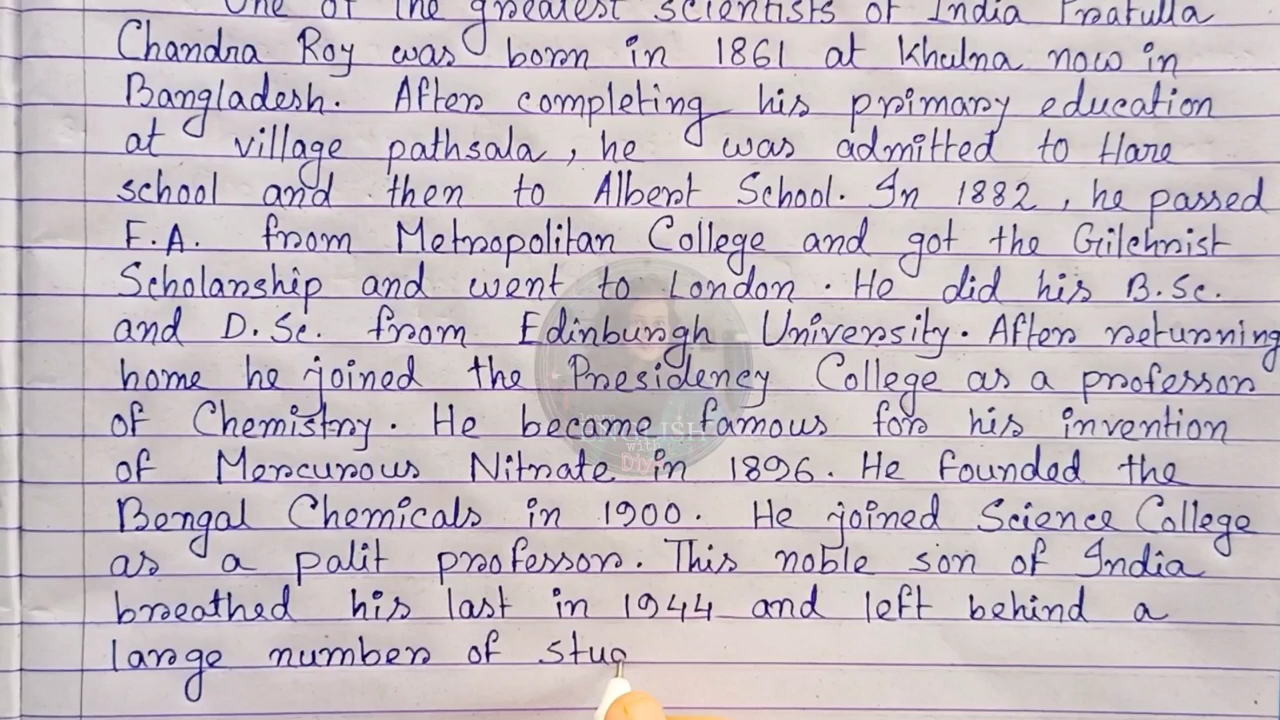 One of the greatest scientists of India Prafulla
Chandra Roy was born in 1861 at Khulna now in
Bangladesh. After completing his primary education
at village pathsala, he was admitted to Hare
school and then to Albert School. In 1882, he passed
F.A. from Metropolitan College and got the Gilchrist
Scholarship and went to London. He did his B.Sc.
and D.Sc. from Edinburgh University. After returning
home he joined the Presidency College as a professor
of Chemistry. He became famous for his invention
of Mercurous Nitrate in 1896. He founded the
Bengal Chemicals in 1900. He joined Science College
as a palit professor. This noble son of India
breathed his last in 1944 and left behind a
large number of stud